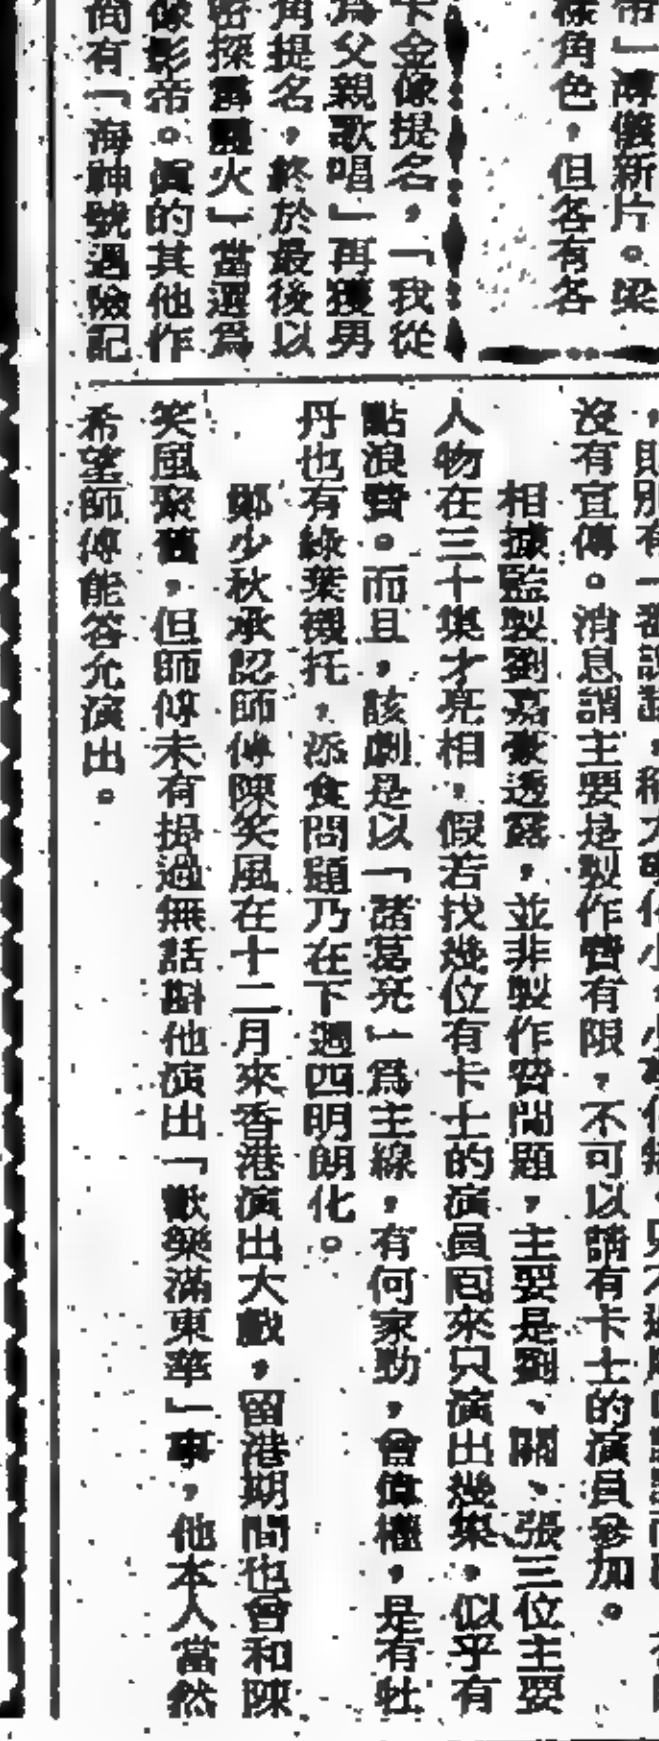 帝」溥儀新片。梁
樣角色，但各有各
卡金像提名，「我從
爲父親歌唱」再獲男
角提名，終於最後以
密探霹靂火」當選爲
像影帝。真的其他作
尚有「海神號遇險記
，則別有一番
沒有宣傳。消息謂主要是製作費有限，不可以請有卡士的演員參加。
相據監製劉嘉豪透露，並非製作費問題，主要是劉、關、張三位主要
人物在三十集才亮相，假若找幾位有卡士的演員回來只演出幾集，似乎有
點浪費。而且，該劇是以「諸葛亮」爲主線，有何家勁，曾偉權，是有牡
丹也有綠葉襯托，添食問題乃在下週四明朗化。
鄭少秋承認師傅陳笑風在十二月來香港演出大戲，留港期間也曾和陳
笑風聚舊，但師傅未有提過無話斟他演出「歡樂滿東華」事，他本人當然
希望師傅能答允演出。